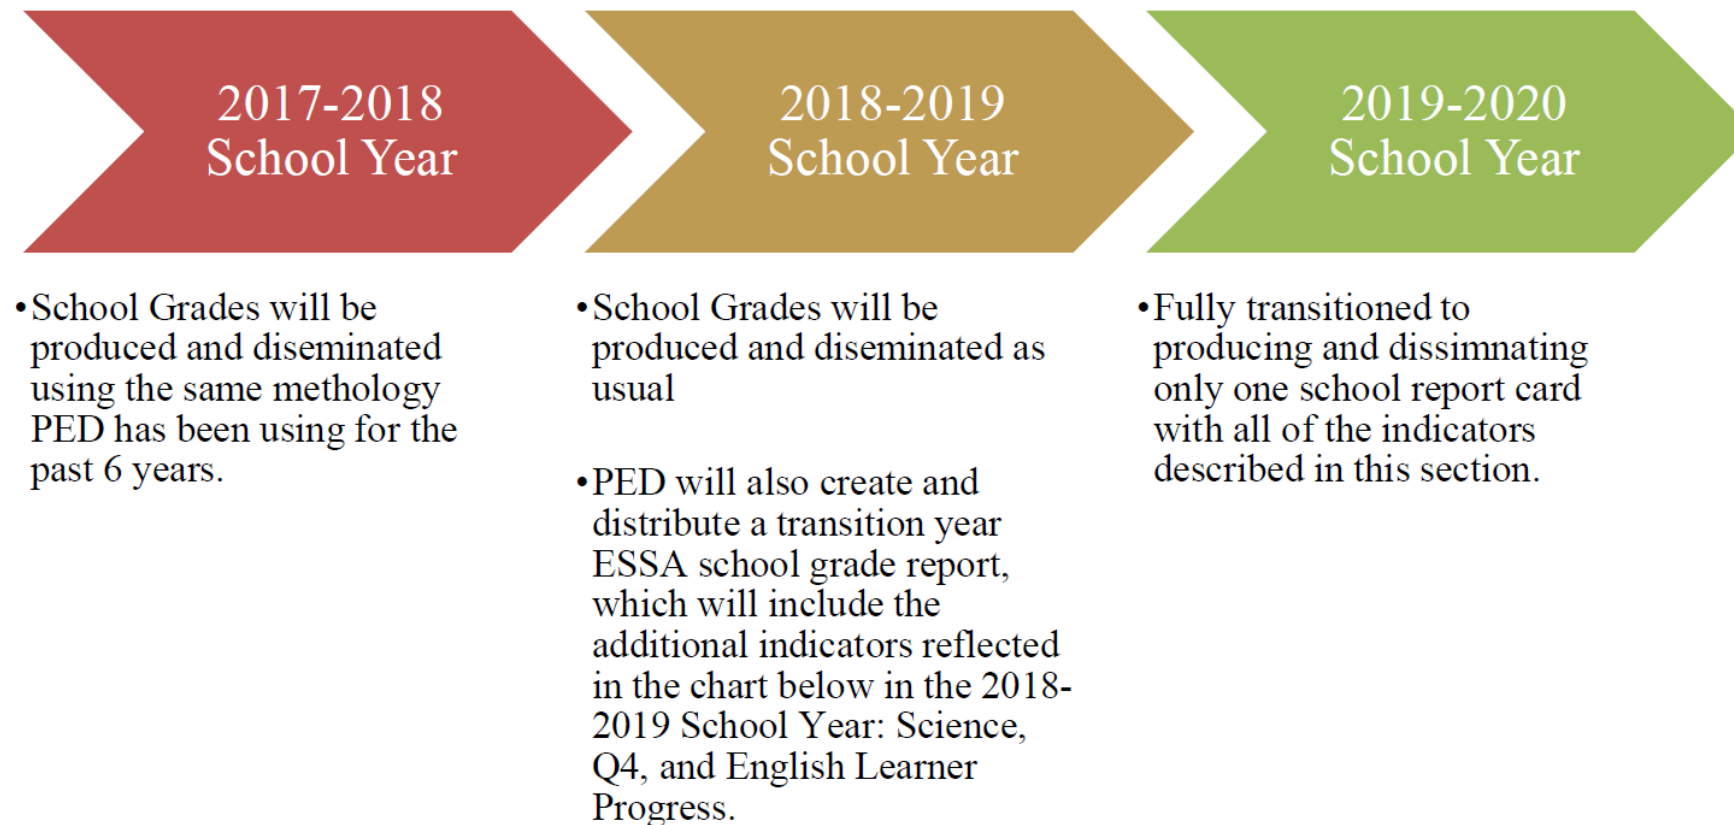 2017-2018
School Year
2018-2019
School Year
2019-2020
School Year
•School Grades will be
produced and diseminated
using the same methology
PED has been using for the
past 6 years.
•School Grades will be
produced and diseminated as
usual
•PED will also create and
distribute a transition year
ESSA school grade report,
which will include the
additional indicators reflected
in the chart below in the 2018-
2019 School Year: Science,
Q4, and English Learner
Progress.
•Fully transitioned to
producing and dissimnating
only one school report card
with all of the indicators
described in this section.